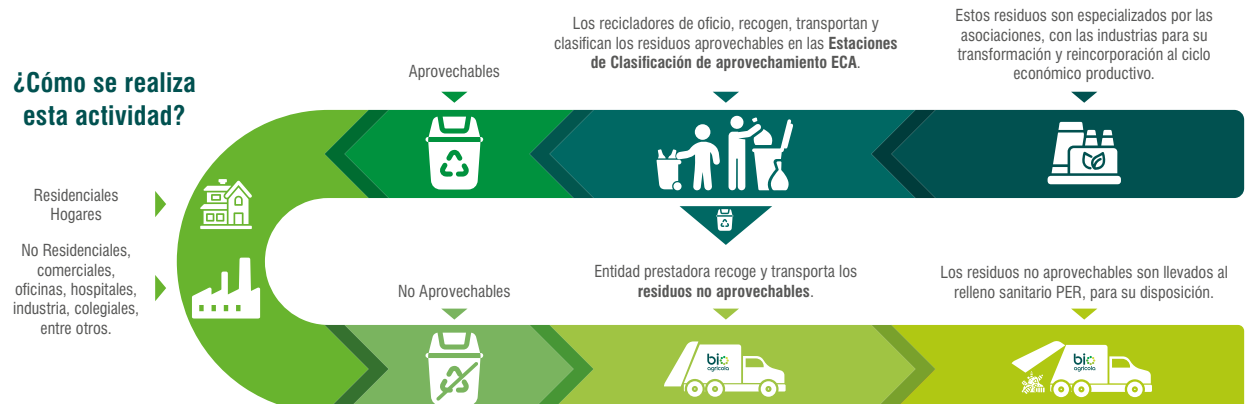 ¿Cómo se realiza
esta actividad?
Residenciales
Hogares
No Residenciales,
comerciales,
oficinas, hospitales,
industria, colegiales,
entre otros.
Aprovechables
Los recicladores de oficio, recogen, transportan y
clasifican los residuos aprovechables en las Estaciones
de Clasificación de aprovechamiento ECA.
Estos residuos son especializados por las
asociaciones, con las industrias para su
transformación y reincorporación al ciclo
económico productivo.
No Aprovechables
Entidad prestadora recoge y transporta los
residuos no aprovechables.
Los residuos no aprovechables son llevados al
relleno sanitario PER, para su disposición.
bio
agrícola
bio
agrícola